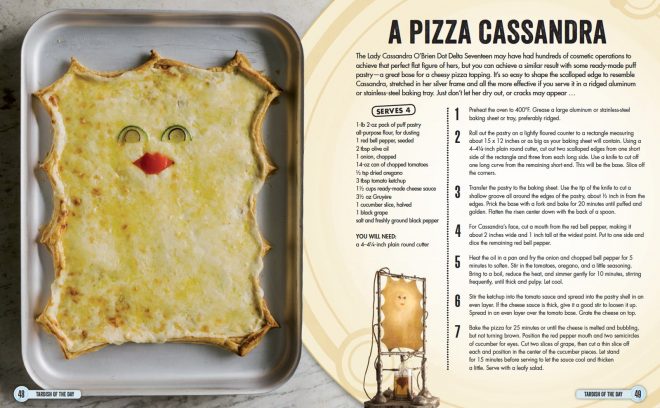 A PIZZA CASSANDRA
The Lady Cassandra O'Brien Dot Delta Seventeen may have had hundreds of cosmetic operations to
achieve that perfect flat figure of hers, but you can achieve a similar result with some ready-made puff
pastry—a great base for a cheesy pizza topping. It's so easy to shape the scalloped edge to resemble
Cassandra, stretched in her silver frame and all the more effective if you serve it in a ridged aluminum
or stainless-steel baking tray. Just don't let her dry out, or cracks may appear ...
SERVES 4
1-lb 2-oz pack of puff pastry
all-purpose flour, for dusting
1 red bell pepper, seeded
2 tbsp olive oil
1 onion, chopped
14-oz can of chopped tomatoes
½ tsp dried oregano
3 tbsp tomato ketchup
1½ cups ready-made cheese sauce
3½ oz Gruyère
1 cucumber slice, halved
1 black grape
salt and freshly ground black pepper
YOU WILL NEED:
a 4–4¼-inch plain round cutter
1 Preheat the oven to 400°F. Grease a large aluminum or stainless-steel
baking sheet or tray, preferably ridged.
2 Roll out the pastry on a lightly floured counter to a rectangle measuring
about 15 x 12 inches or as big as your baking sheet will contain. Using a
4–4¼-inch plain round cutter, cut out two scalloped edges from one short
side of the rectangle and three from each long side. Use a knife to cut off
one long curve from the remaining short end. This will be the base. Slice off
the corners.
3 Transfer the pastry to the baking sheet. Use the tip of the knife to cut a
shallow groove all around the edges of the pastry, about ½ inch in from the
edges. Prick the base with a fork and bake for 20 minutes until puffed and
golden. Flatten the risen center down with the back of a spoon.
4 For Cassandra's face, cut a mouth from the red bell pepper, making it
about 2 inches wide and 1 inch tall at the widest point. Put to one side and
dice the remaining red bell pepper.
5 Heat the oil in a pan and fry the onion and chopped bell pepper for 5
minutes to soften. Stir in the tomatoes, oregano, and a little seasoning.
Bring to a boil, reduce the heat, and simmer gently for 10 minutes, stirring
frequently, until thick and pulpy. Let cool.
6 Stir the ketchup into the tomato sauce and spread into the pastry shell in an
even layer. If the cheese sauce is thick, give it a good stir to loosen it up.
Spread in an even layer over the tomato base. Grate the cheese on top.
7 Bake the pizza for 25 minutes or until the cheese is melted and bubbling,
but not turning brown. Position the red pepper mouth and two semicircles
of cucumber for eyes. Cut two slices of grape, then cut a thin slice off
each and position in the center of the cucumber pieces. Let stand
for 15 minutes before serving to let the sauce cool and thicken
a little. Serve with a leafy salad.
48 TARDISH OF THE DAY
TARDISH OF THE DAY 49